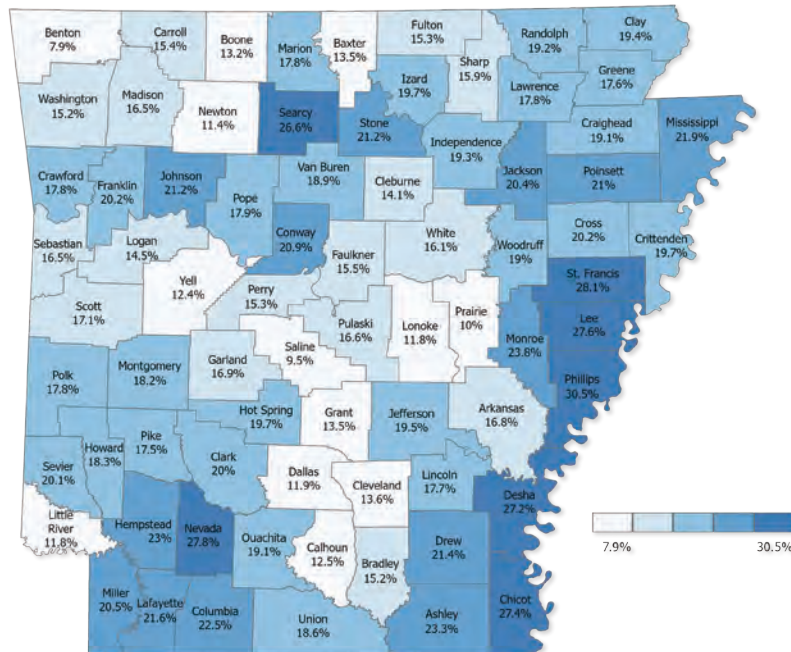 Benton
7.9%
Carroll
15.4%
Boone
13.2%
Marion
17.8%
Baxter
13.5%
Fulton
15.3%
Sharp
15.9%
Randolph
19.2%
Clay
19.4%
Greene
17.6%
Washington
15.2%
Madison
16.5%
Newton
11.4%
Searcy
26.6%
Stone
21.2%
Izard
19.7%
Lawrence
17.8%
Independence
19.3%
Craighead
19.1%
Mississippi
21.9%
Crawford
17.8%
Franklin
20.2%
Johnson
21.2%
Pope
17.9%
Van Buren
18.9%
Cleburne
14.1%
Jackson
20.4%
Poinsett
21%
Sebastian
16.5%
Logan
14.5%
Conway
20.9%
Faulkner
15.5%
White
16.1%
Woodruff
19%
Cross
20.2%
Crittenden
19.7%
Scott
17.1%
Yell
12.4%
Perry
15.3%
Pulaski
16.6%
Lonoke
11.8%
Prairie
10%
St. Francis
28.1%
Lee
27.6%
Monroe
23.8%
Phillips
30.5%
Polk
17.8%
Montgomery
18.2%
Garland
16.9%
Saline
9.5%
Hot Spring
19.7%
Grant
13.5%
Jefferson
19.5%
Arkansas
16.8%
Sevier
20.1%
Howard
18.3%
Pike
17.5%
Clark
20%
Dallas
11.9%
Cleveland
13.6%
Lincoln
17.7%
Desha
27.2%
Little
River
11.8%
Hempstead
23%
Nevada
27.8%
Ouachita
19.1%
Calhoun
12.5%
Bradley
15.2%
Drew
21.4%
Miller
20.5%
Lafayette
21.6%
Columbia
22.5%
Union
18.6%
Ashley
23.3%
Chicot
27.4%
7.9%
30.5%